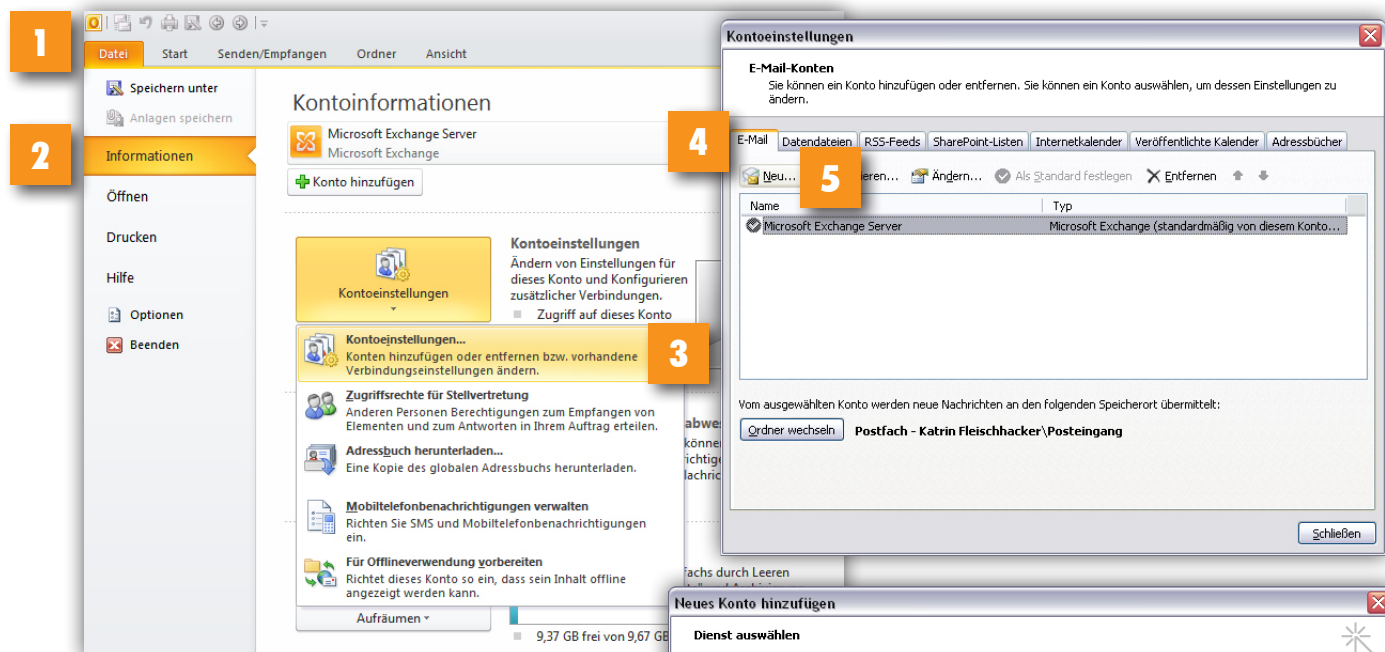 1
Datei Start Senden/Empfangen Ordner Ansicht
Speichern unter
Anlagen speichern
2
Informationen
Öffnen
Drucken
Hilfe
Optionen
Beenden
Kontoinformationen
Microsoft Exchange Server
Microsoft Exchange
Konto hinzufügen
Kontoeinstellungen
Kontoeinstellungen
Ändern von Einstellungen für
dieses Konto und Konfigurieren
zusätzlicher Verbindungen.
Zugriff auf dieses Konto
3
Kontoeinstellungen...
Konten hinzufügen oder entfernen bzw. vorhandene
Verbindungseinstellungen ändern.
Zugriffsrechte für Stellvertretung
Anderen Personen Berechtigungen zum Empfangen von
Elementen und zum Antworten in Ihrem Auftrag erteilen.
Adressbuch herunterladen...
Eine Kopie des globalen Adressbuchs herunterladen.
Mobiltelefonbenachrichtigungen verwalten
Richten Sie SMS und Mobiltelefonbenachrichtigungen
ein.
Für Offlineverwendung vorbereiten
Richtet dieses Konto so ein, dass sein Inhalt offline
angezeigt werden kann.
Aufräumen
fachs durch Leeren
9,37 GB frei von 9,67 GB
Kontoeinstellungen
E-Mail-Konten
Sie können ein Konto hinzufügen oder entfernen. Sie können ein Konto auswählen, um dessen Einstellungen zu
ändern.
4
E-Mail Datendateien RSS-Feeds SharePoint-Listen Internetkalender Veröffentlichte Kalender Adressbücher
Neu... 5 ieren... Ändern... Als Standard festlegen Entfernen
Name Typ
Microsoft Exchange Server Microsoft Exchange (standardmäßig von diesem Konto...
Vom ausgewählten Konto werden neue Nachrichten an den folgenden Speicherort übermittelt:
Ordner wechseln Postfach - Katrin Fleischhacker\Posteingang
Schließen
Neues Konto hinzufügen
Dienst auswählen